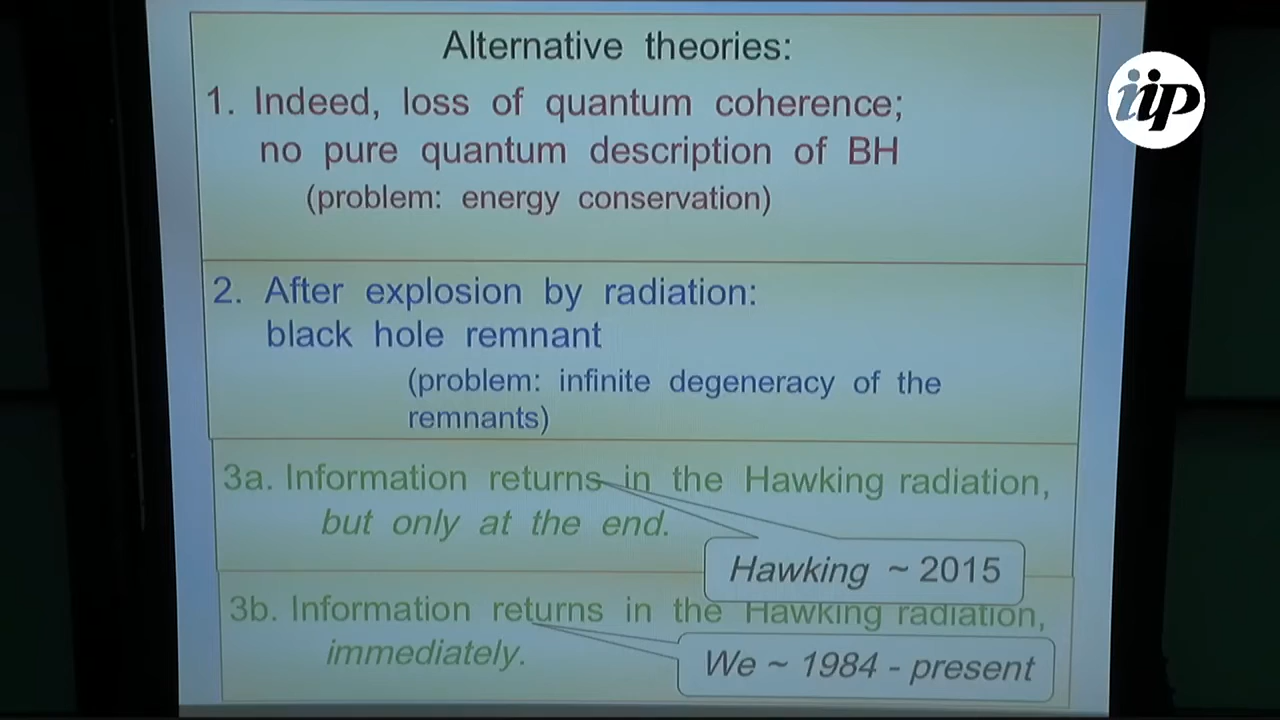 Alternative theories:
iip
1. Indeed, loss of quantum coherence;
no pure quantum description of BH
(problem: energy conservation)
2. After explosion by radiation:
black hole remnant
(problem: infinite degeneracy of the
remnants)
3a. Information returns in the Hawking radiation,
but only at the end.
Hawking ~ 2015
3b. Information returns in the Hawking radiation,
immediately.
We ~ 1984 - present